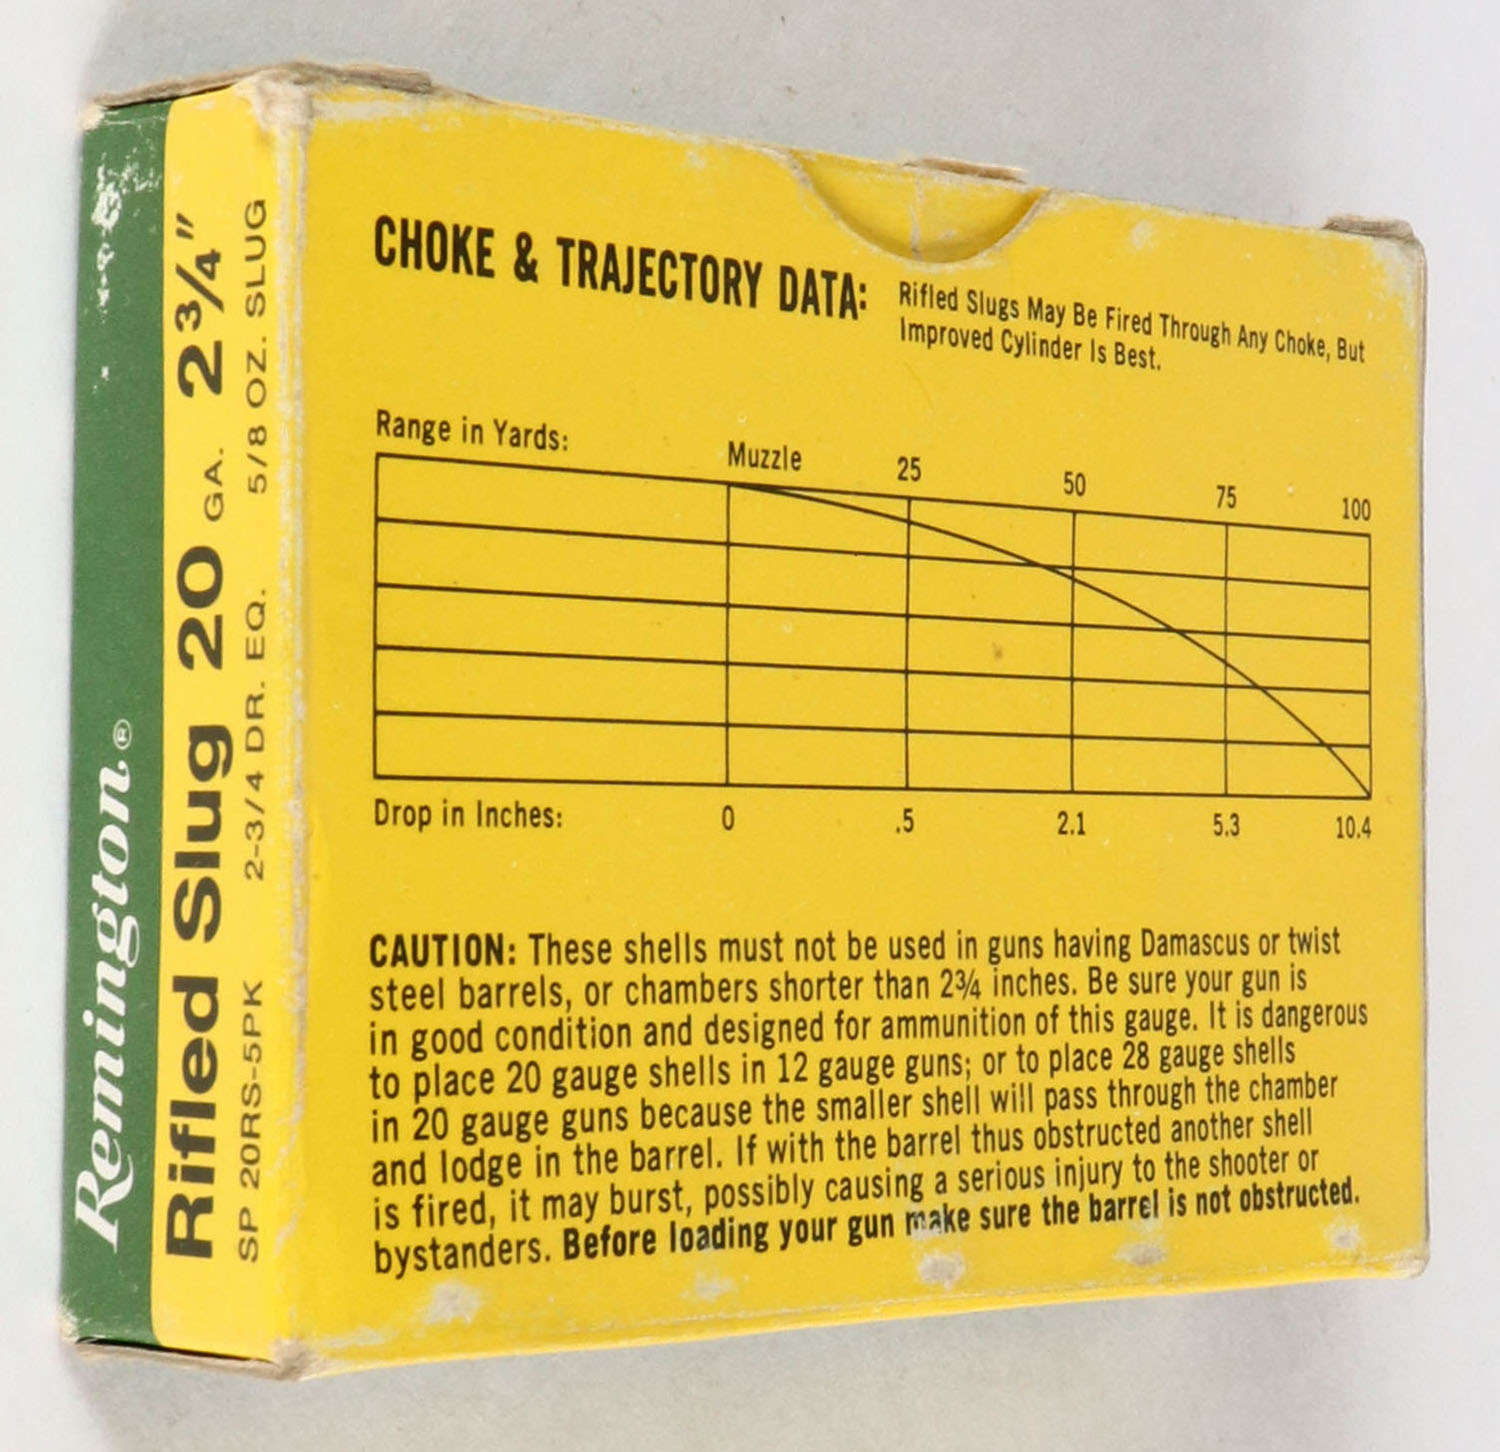 Remington®
Rifled Slug 20 GA. 2¾"
SP 20RS-5PK 2-3/4 DR. EQ. 5/8 OZ. SLUG
CHOKE & TRAJECTORY DATA:
Rifled Slugs May Be Fired Through Any Choke, But
Improved Cylinder Is Best.
Range in Yards: Muzzle 25 50 75 100
Drop in Inches: 0 .5 2.1 5.3 10.4
CAUTION: These shells must not be used in guns having Damascus or twist
steel barrels, or chambers shorter than 2¾ inches. Be sure your gun is
in good condition and designed for ammunition of this gauge. It is dangerous
to place 20 gauge shells in 12 gauge guns; or to place 28 gauge shells
in 20 gauge guns because the smaller shell will pass through the chamber
and lodge in the barrel. If with the barrel thus obstructed another shell
is fired, it may burst, possibly causing a serious injury to the shooter or
bystanders. Before loading your gun make sure the barrel is not obstructed.